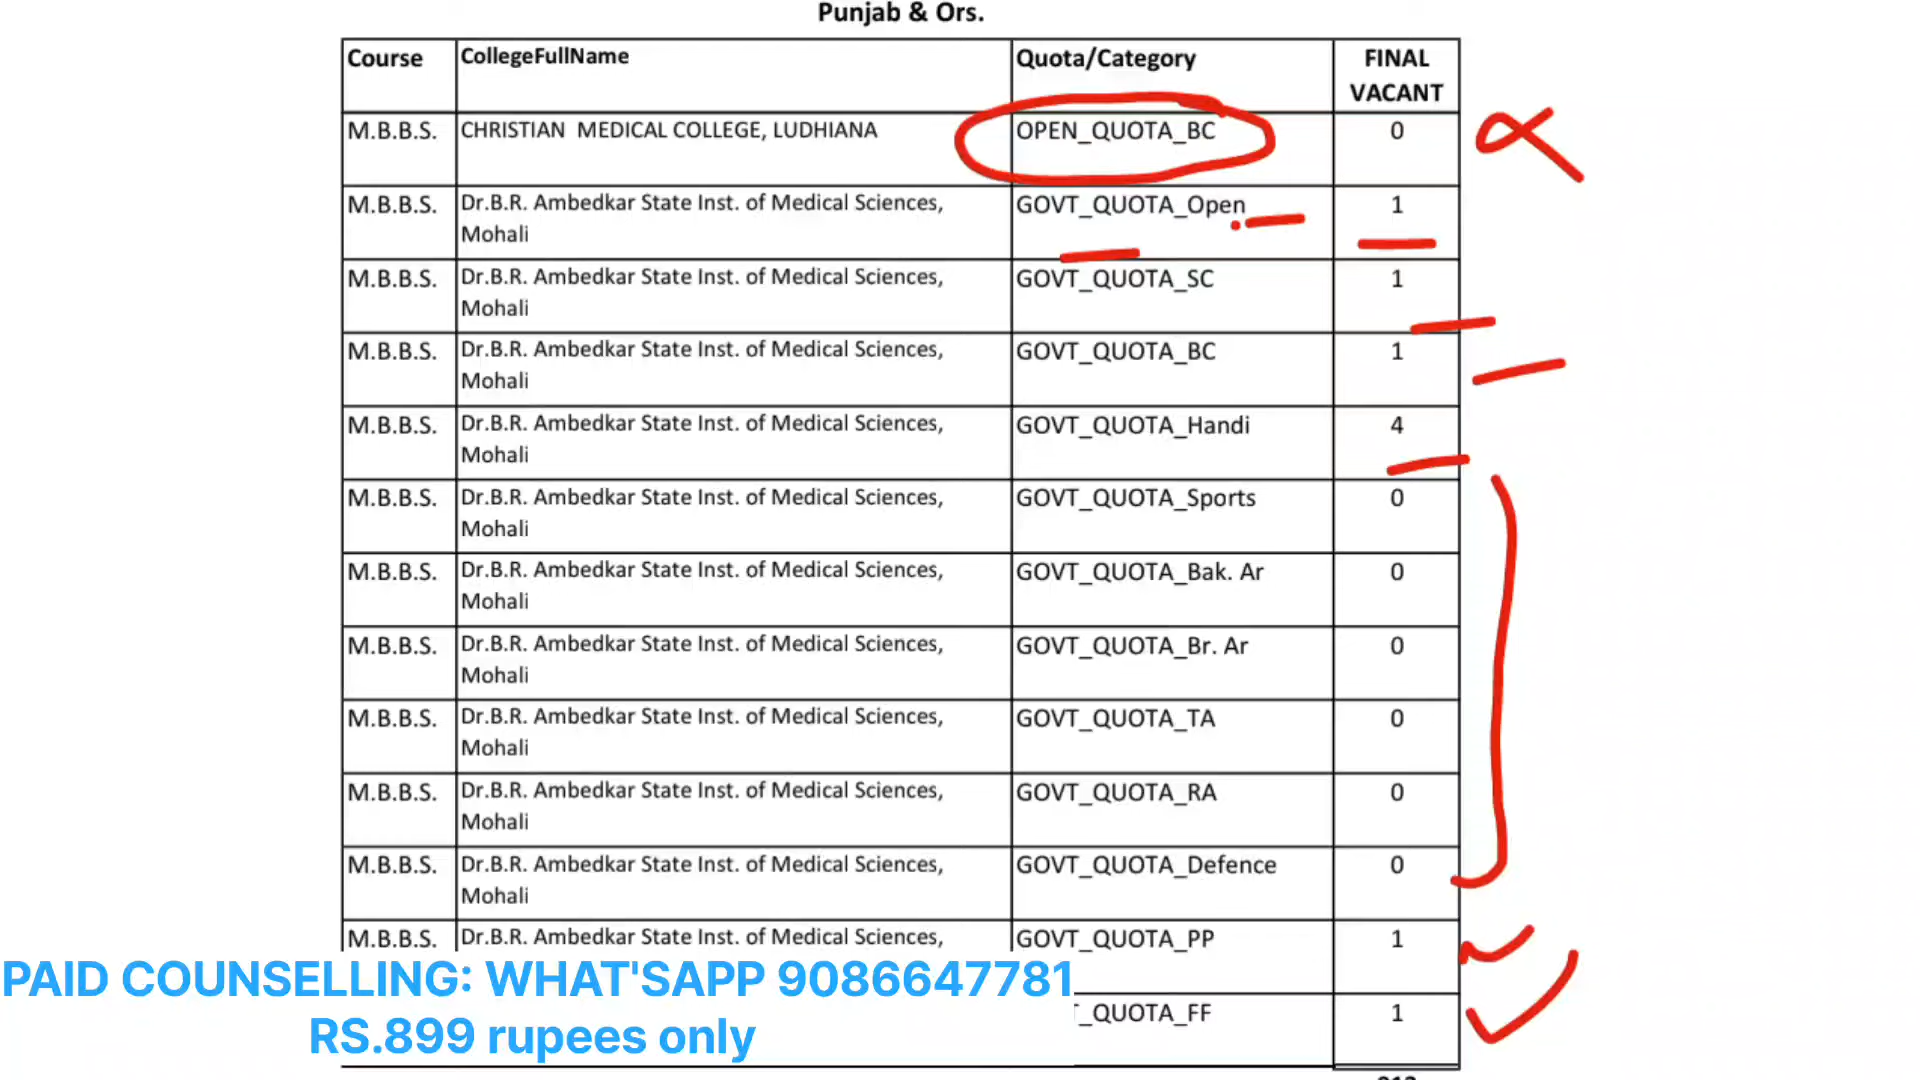 Punjab & Ors.
Course CollegeFullName Quota/Category FINAL VACANT
M.B.B.S. CHRISTIAN MEDICAL COLLEGE, LUDHIANA OPEN_QUOTA_BC 0
M.B.B.S. Dr.B.R. Ambedkar State Inst. of Medical Sciences, Mohali GOVT_QUOTA_Open 1
M.B.B.S. Dr.B.R. Ambedkar State Inst. of Medical Sciences, Mohali GOVT_QUOTA_SC 1
M.B.B.S. Dr.B.R. Ambedkar State Inst. of Medical Sciences, Mohali GOVT_QUOTA_BC 1
M.B.B.S. Dr.B.R. Ambedkar State Inst. of Medical Sciences, Mohali GOVT_QUOTA_Handi 4
M.B.B.S. Dr.B.R. Ambedkar State Inst. of Medical Sciences, Mohali GOVT_QUOTA_Sports 0
M.B.B.S. Dr.B.R. Ambedkar State Inst. of Medical Sciences, Mohali GOVT_QUOTA_Bak. Ar 0
M.B.B.S. Dr.B.R. Ambedkar State Inst. of Medical Sciences, Mohali GOVT_QUOTA_Br. Ar 0
M.B.B.S. Dr.B.R. Ambedkar State Inst. of Medical Sciences, Mohali GOVT_QUOTA_TA 0
M.B.B.S. Dr.B.R. Ambedkar State Inst. of Medical Sciences, Mohali GOVT_QUOTA_RA 0
M.B.B.S. Dr.B.R. Ambedkar State Inst. of Medical Sciences, Mohali GOVT_QUOTA_Defence 0
M.B.B.S. Dr.B.R. Ambedkar State Inst. of Medical Sciences, GOVT_QUOTA_PP 1
T_QUOTA_FF 1
PAID COUNSELLING: WHAT'SAPP 9086647781
RS.899 rupees only